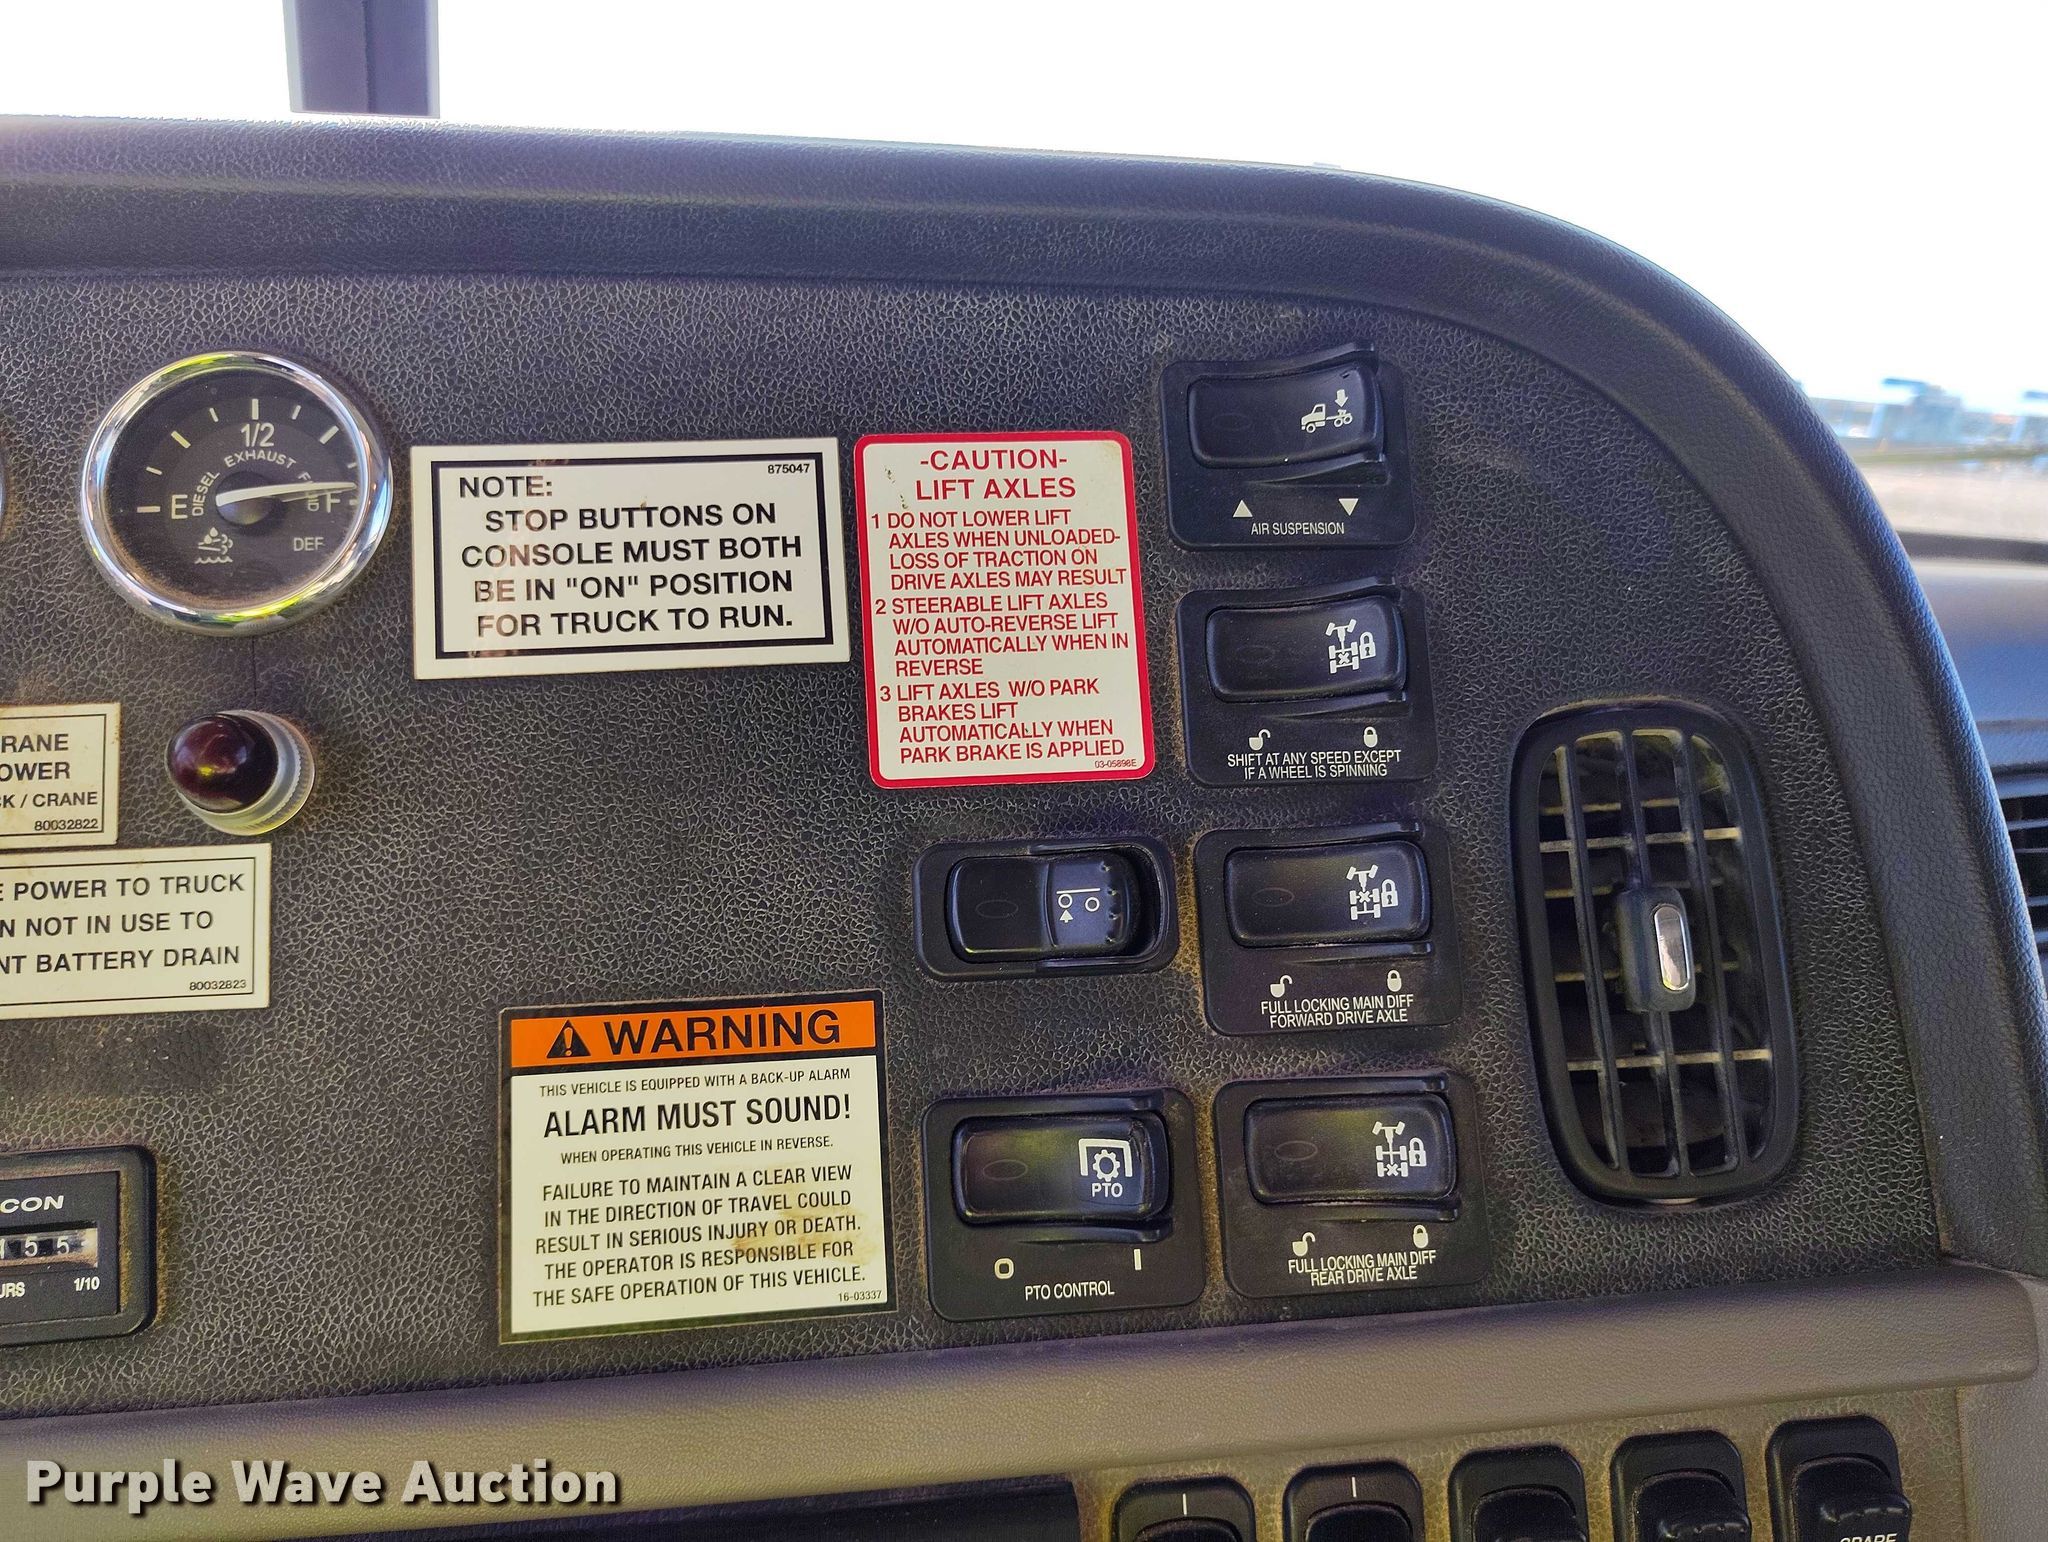 1/2
DIESEL EXHAUST FLUID
E
F
DEF
875047
NOTE:
STOP BUTTONS ON
CONSOLE MUST BOTH
BE IN "ON" POSITION
FOR TRUCK TO RUN.
-CAUTION-
LIFT AXLES
1 DO NOT LOWER LIFT
AXLES WHEN UNLOADED-
LOSS OF TRACTION ON
DRIVE AXLES MAY RESULT
2 STEERABLE LIFT AXLES
W/O AUTO-REVERSE LIFT
AUTOMATICALLY WHEN IN
REVERSE
3 LIFT AXLES W/O PARK
BRAKES LIFT
AUTOMATICALLY WHEN
PARK BRAKE IS APPLIED
03-05898E
AIR SUSPENSION
SHIFT AT ANY SPEED EXCEPT
IF A WHEEL IS SPINNING
FULL LOCKING MAIN DIFF
FORWARD DRIVE AXLE
PTO
O I
PTO CONTROL
FULL LOCKING MAIN DIFF
REAR DRIVE AXLE
RANE
OWER
CK / CRANE
80032822
E POWER TO TRUCK
N NOT IN USE TO
NT BATTERY DRAIN
80032823
WARNING
THIS VEHICLE IS EQUIPPED WITH A BACK-UP ALARM
ALARM MUST SOUND!
WHEN OPERATING THIS VEHICLE IN REVERSE.
FAILURE TO MAINTAIN A CLEAR VIEW
IN THE DIRECTION OF TRAVEL COULD
RESULT IN SERIOUS INJURY OR DEATH.
THE OPERATOR IS RESPONSIBLE FOR
THE SAFE OPERATION OF THIS VEHICLE.
16-03337
CON
55
URS 1/10
SPARE
Purple Wave Auction